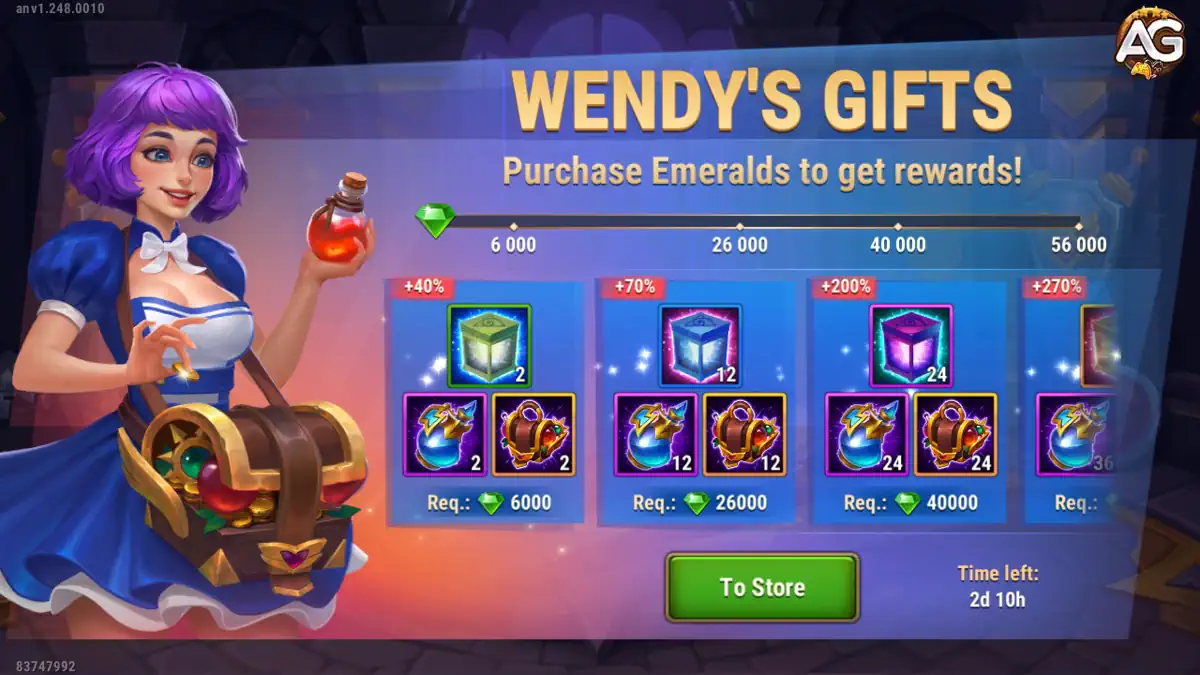 anv1.248.0010
AG
WENDY'S GIFTS
Purchase Emeralds to get rewards!
6 000
26 000
40 000
56 000
+40%
+70%
+200%
+270%
2
12
24
2
2
12
12
24
24
36
Req.: 6000
Req.: 26000
Req.: 40000
Req.:
To Store
Time left:
2d 10h
83747992